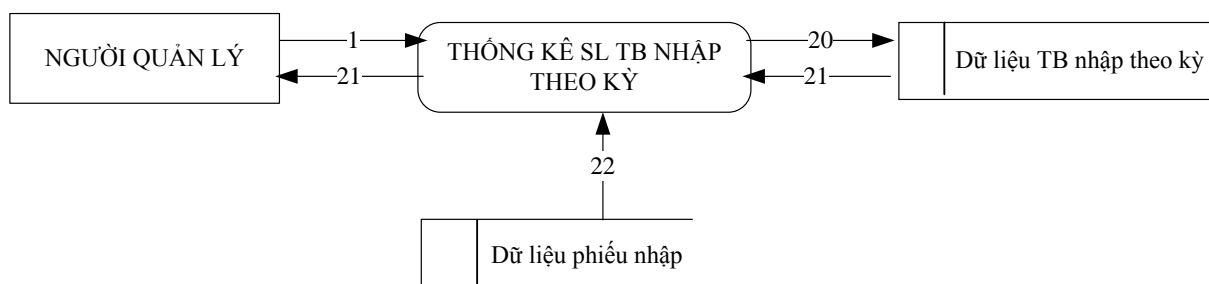 NGƯỜI QUẢN LÝ
1
21
THỐNG KÊ SL TB NHẬP
THEO KỲ
20
21
Dữ liệu TB nhập theo kỳ
22
Dữ liệu phiếu nhập